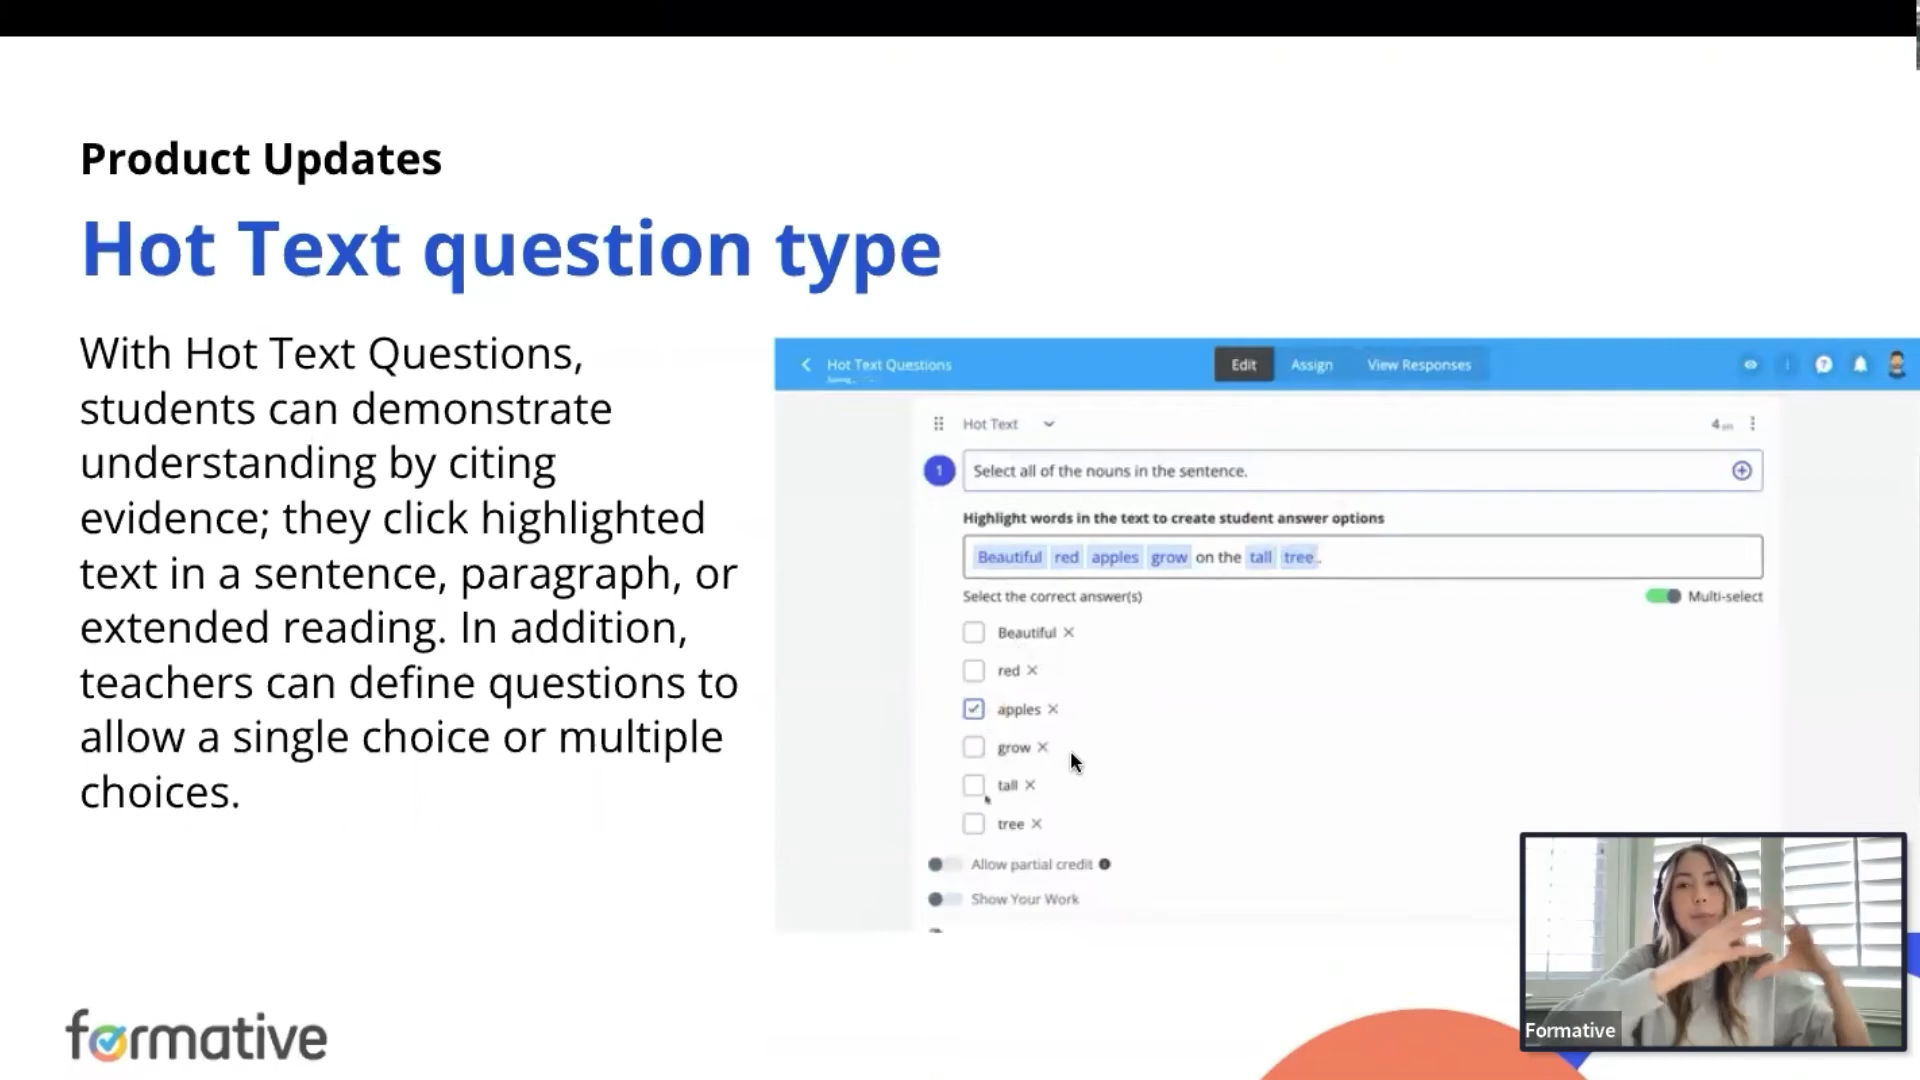 Product Updates
Hot Text question type
With Hot Text Questions,
students can demonstrate
understanding by citing
evidence; they click highlighted
text in a sentence, paragraph, or
extended reading. In addition,
teachers can define questions to
allow a single choice or multiple
choices.
Hot Text Questions
Saving...
Edit
Assign
View Responses
Hot Text
4
1
Select all of the nouns in the sentence.
Highlight words in the text to create student answer options
Beautiful red apples grow on the tall tree.
Select the correct answer(s)
Multi-select
Beautiful
red
apples
grow
tall
tree
Allow partial credit
Show Your Work
formative
Formative